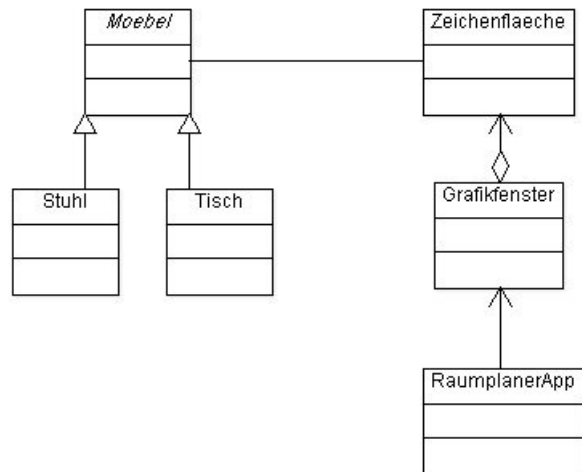 Moebel
Zeichenflaeche
Stuhl
Tisch
Grafikfenster
RaumplanerApp